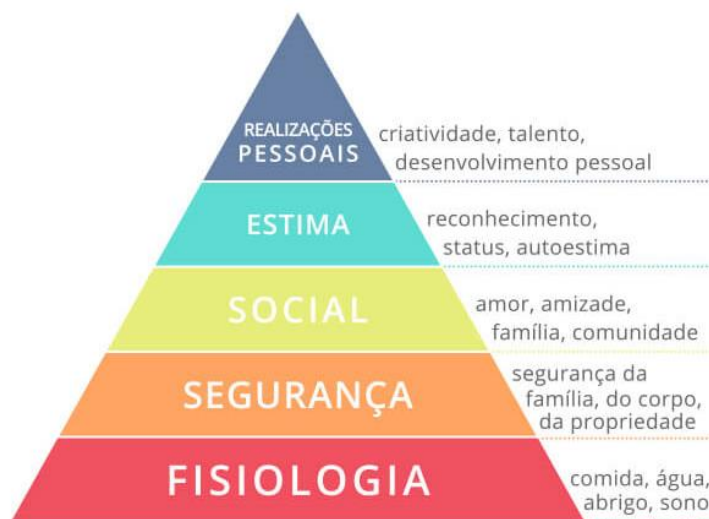 REALIZAÇÕES
PESSOAIS
criatividade, talento,
desenvolvimento pessoal
ESTIMA
reconhecimento,
status, autoestima
SOCIAL
amor, amizade,
família, comunidade
SEGURANÇA
segurança da
família, do corpo,
da propriedade
FISIOLOGIA
comida, água,
abrigo, sono